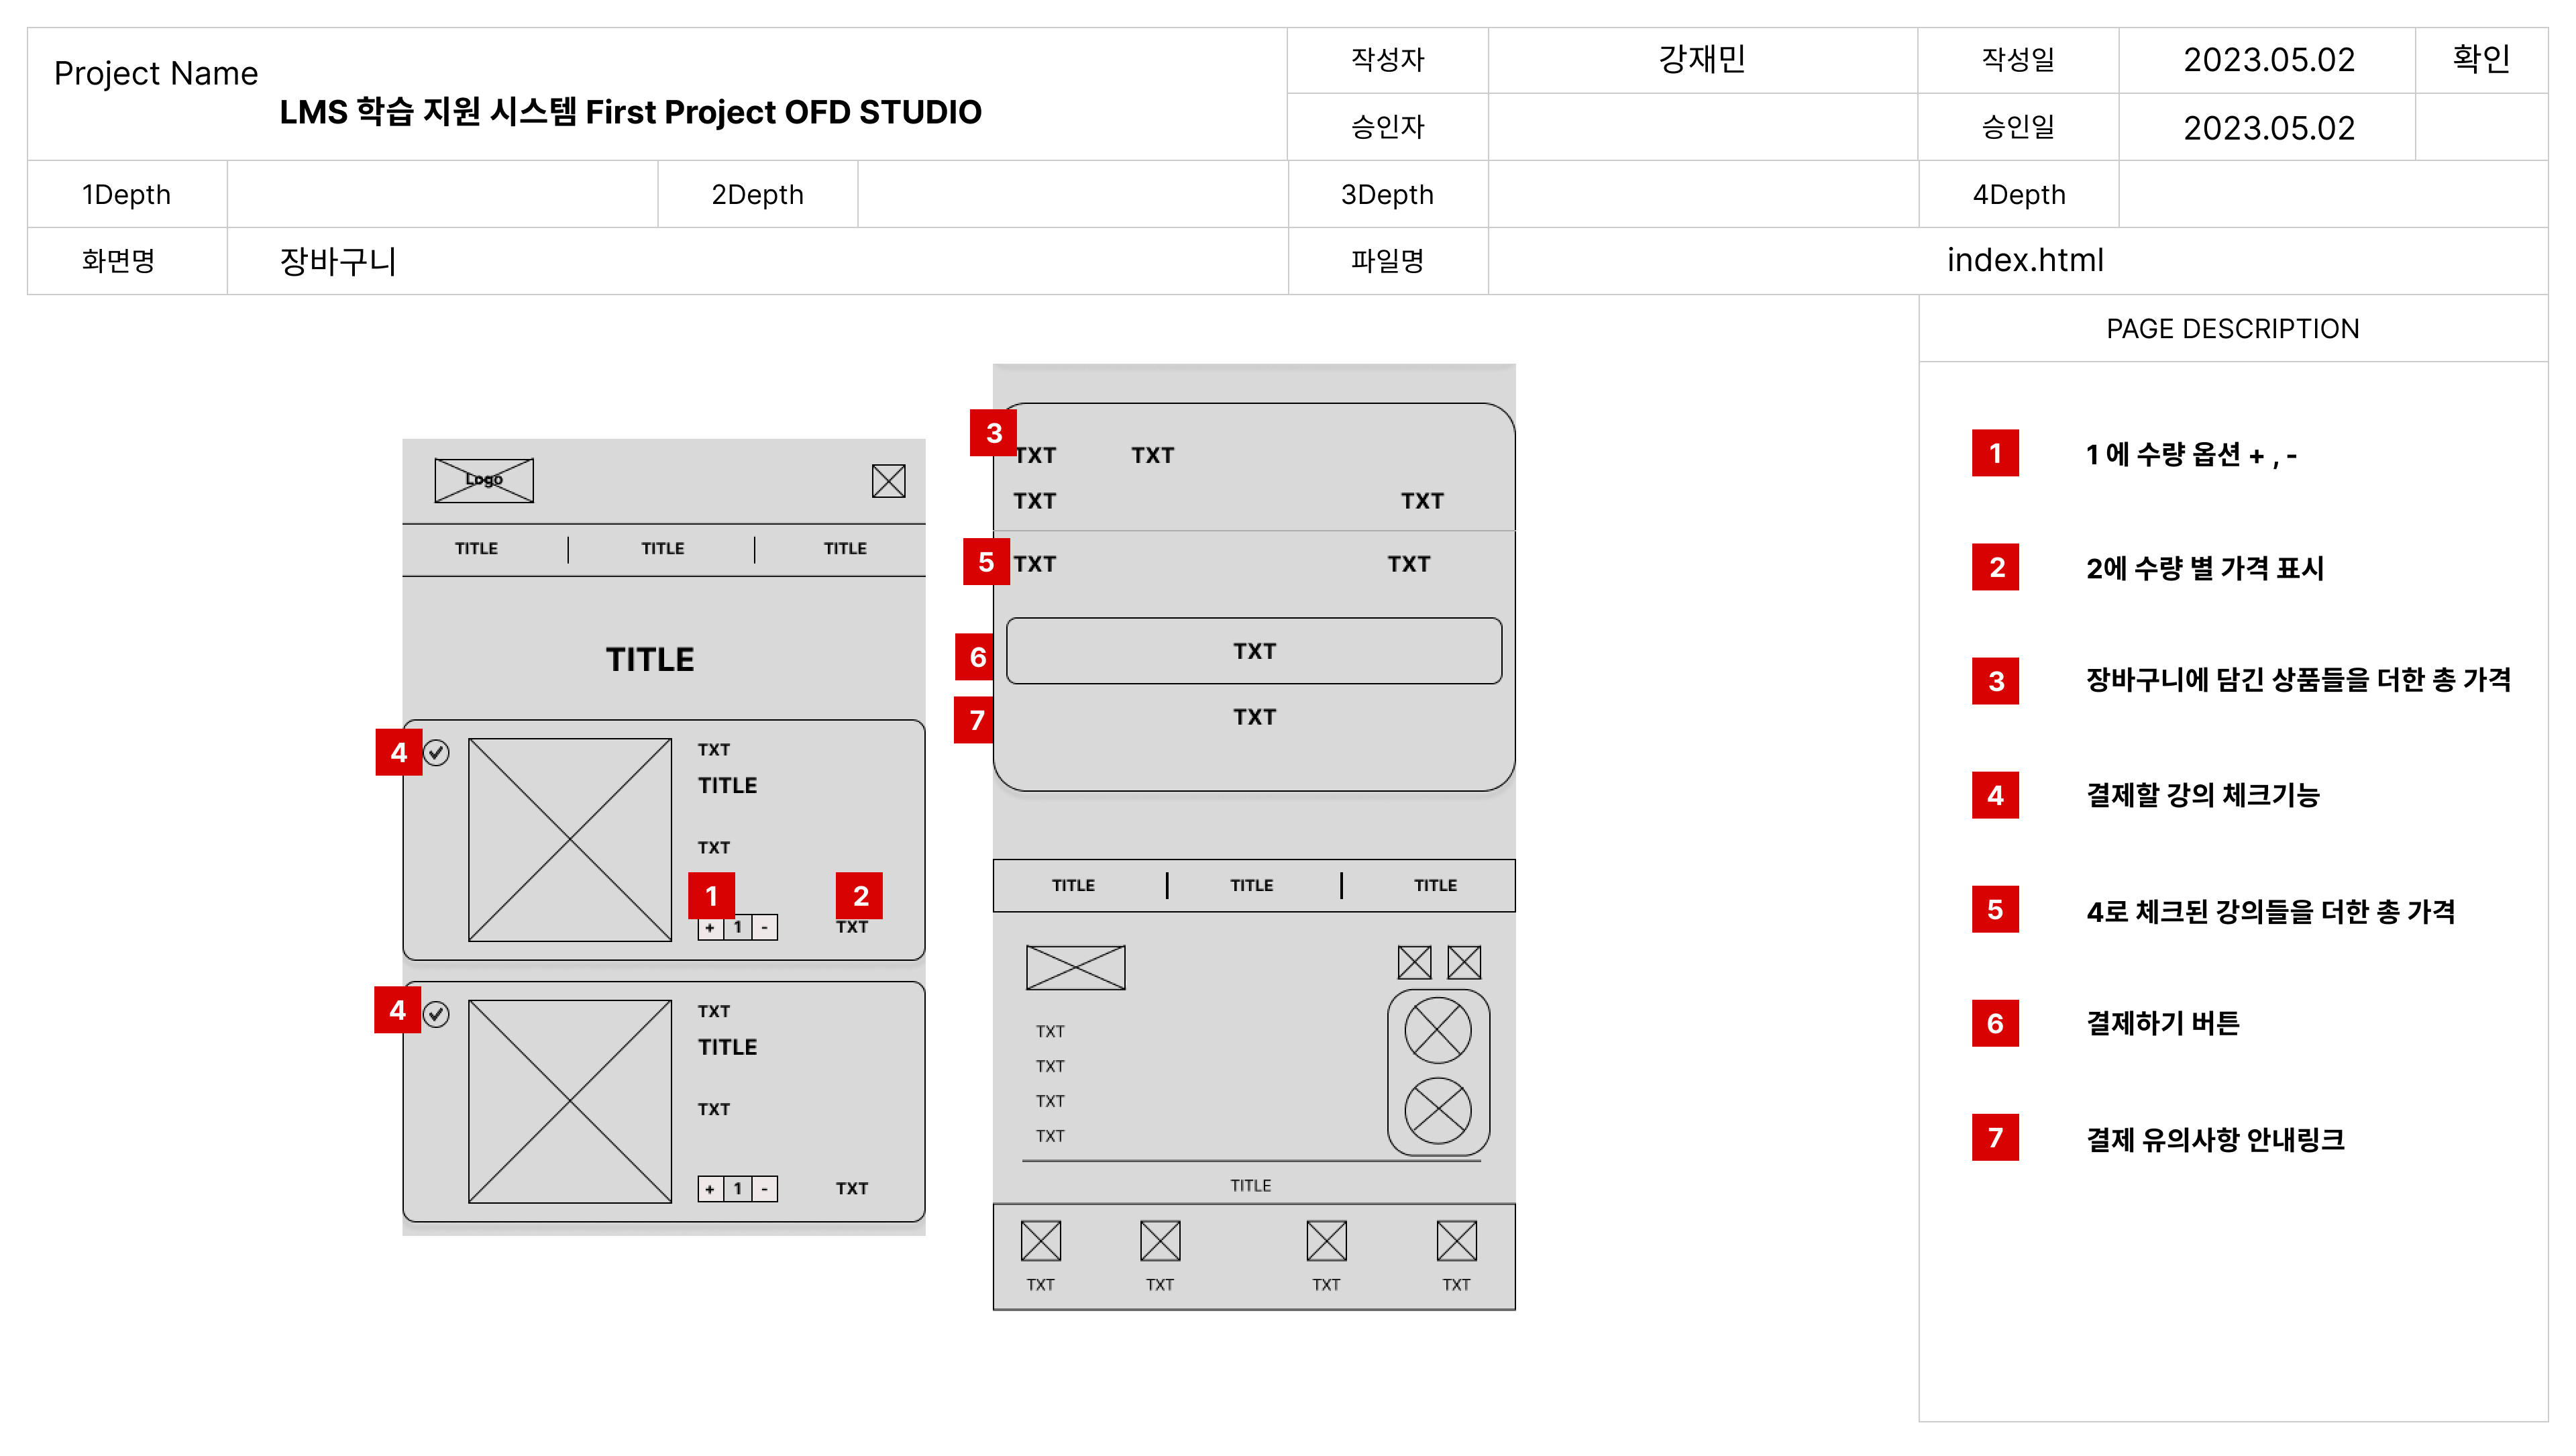 Project Name
LMS 학습 지원 시스템 First Project OFD STUDIO
작성자
강재민
작성일
2023.05.02
확인
승인자
승인일
2023.05.02
1Depth
2Depth
3Depth
4Depth
화면명
장바구니
파일명
index.html
Logo
TITLE
TITLE
TITLE
TITLE
4
TXT
TITLE
TXT
1
2
+ 1 -
TXT
4
TXT
TITLE
TXT
+ 1 -
TXT
3
TXT TXT
TXT TXT
5
TXT TXT
6
TXT
7
TXT
TITLE
TITLE
TITLE
TXT
TXT
TXT
TXT
TITLE
TXT
TXT
TXT
TXT
PAGE DESCRIPTION
1 1 에 수량 옵션 + , -
2 2에 수량 별 가격 표시
3 장바구니에 담긴 상품들을 더한 총 가격
4 결제할 강의 체크기능
5 4로 체크된 강의들을 더한 총 가격
6 결제하기 버튼
7 결제 유의사항 안내링크